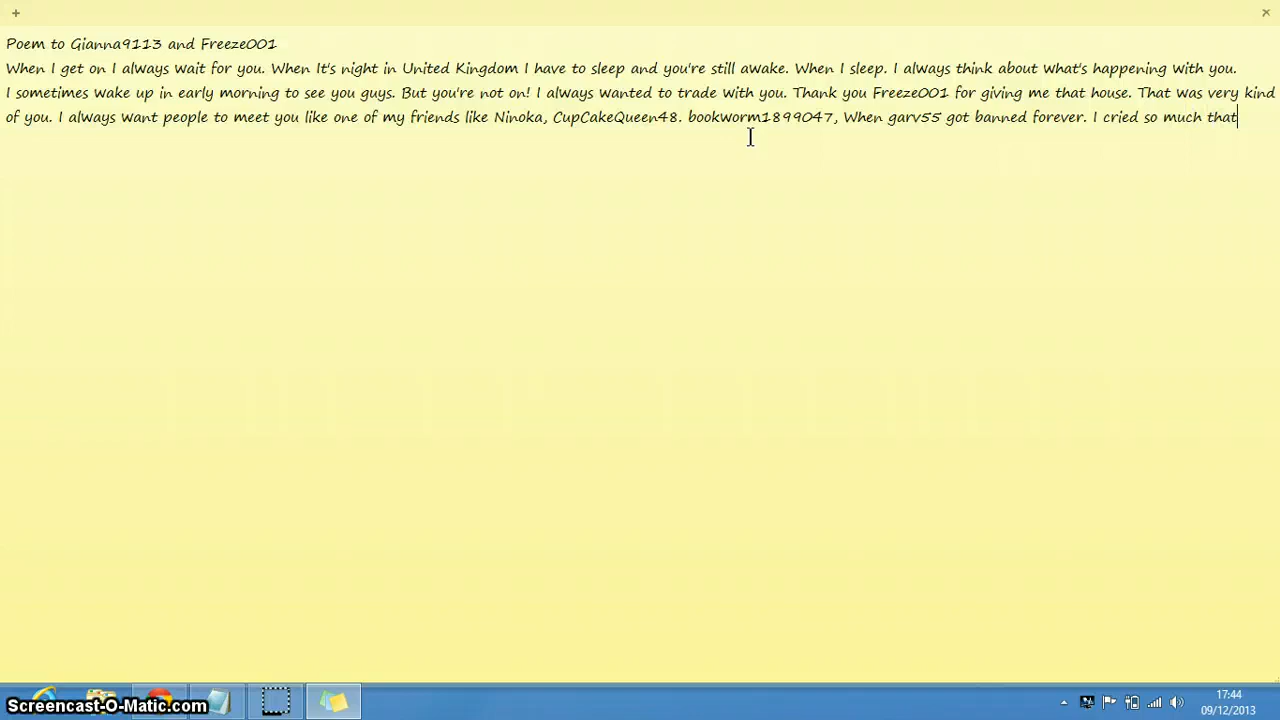 Poem to Gianna9113 and Freeze001
When I get on I always wait for you. When It's night in United Kingdom I have to sleep and you're still awake. When I sleep. I always think about what's happening with you.
I sometimes wake up in early morning to see you guys. But you're not on! I always wanted to trade with you. Thank you Freeze001 for giving me that house. That was very kind
of you. I always want people to meet you like one of my friends like Ninoka, CupCakeQueen48. bookworm1899047, When garv55 got banned forever. I cried so much that
Screencast-O-Matic.com
17:44
09/12/2013